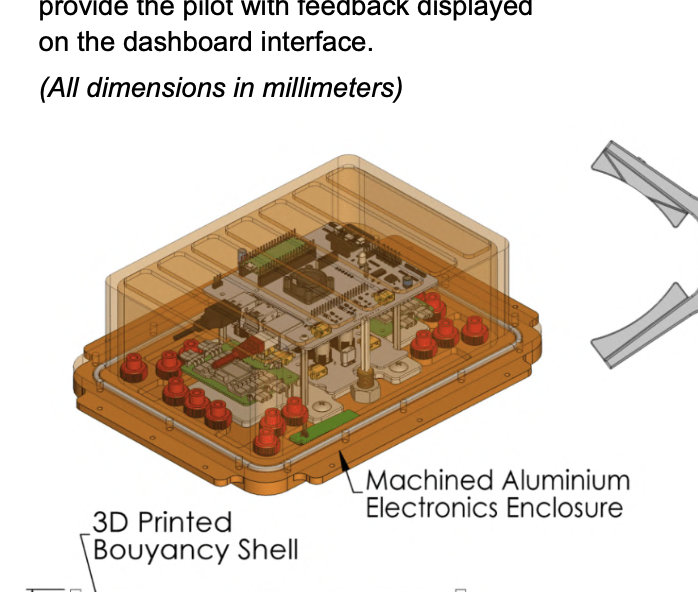 provide the pilot with feedback displayed
on the dashboard interface.
(All dimensions in millimeters)
Machined Aluminium
Electronics Enclosure
3D Printed
Bouyancy Shell